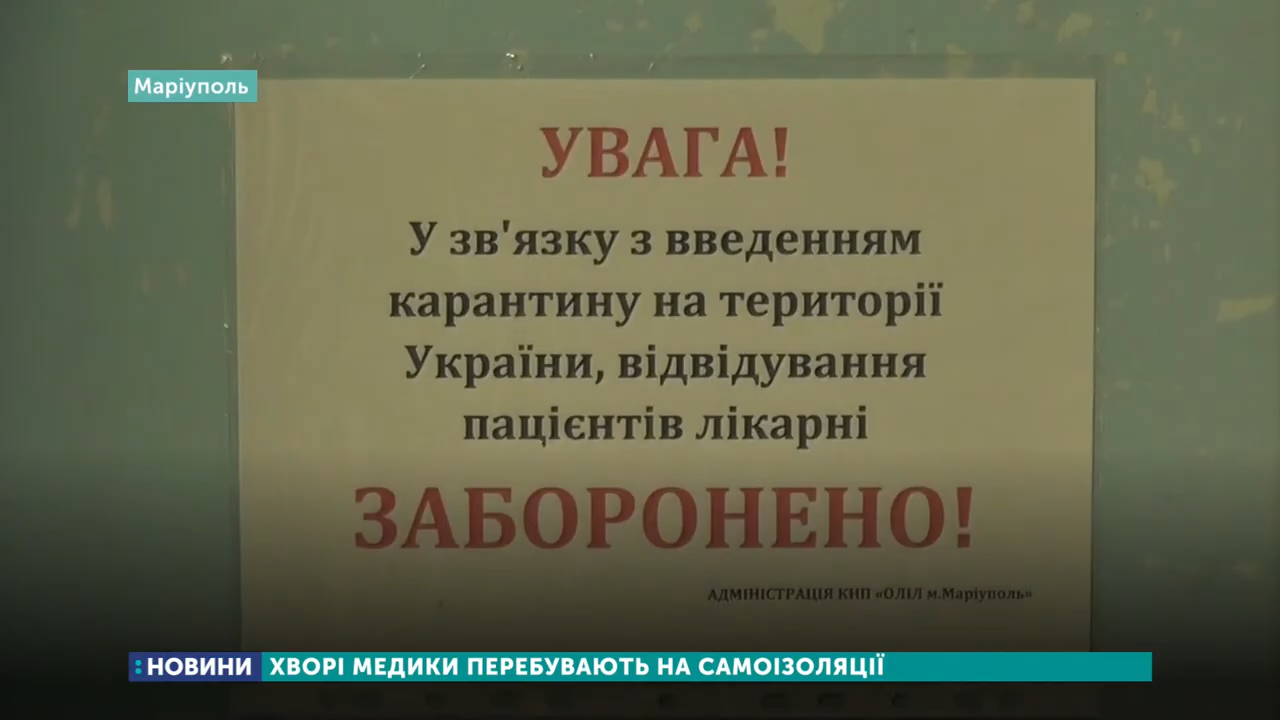 Маріуполь
УВАГА!
У зв'язку з введенням
карантину на території
України, відвідування
пацієнтів лікарні
ЗАБОРОНЕНО!
АДМІНІСТРАЦІЯ КНП «ОЛІЛ м.Маріуполь»
:НОВИНИ ХВОРІ МЕДИКИ ПЕРЕБУВАЮТЬ НА САМОІЗОЛЯЦІЇ